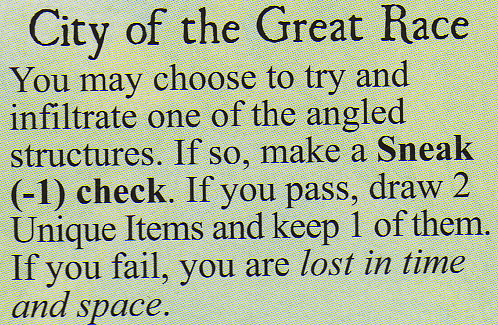 City of the Great Race
You may choose to try and
infiltrate one of the angled
structures. If so, make a Sneak
(-1) check. If you pass, draw 2
Unique Items and keep 1 of them.
If you fail, you are lost in time
and space.